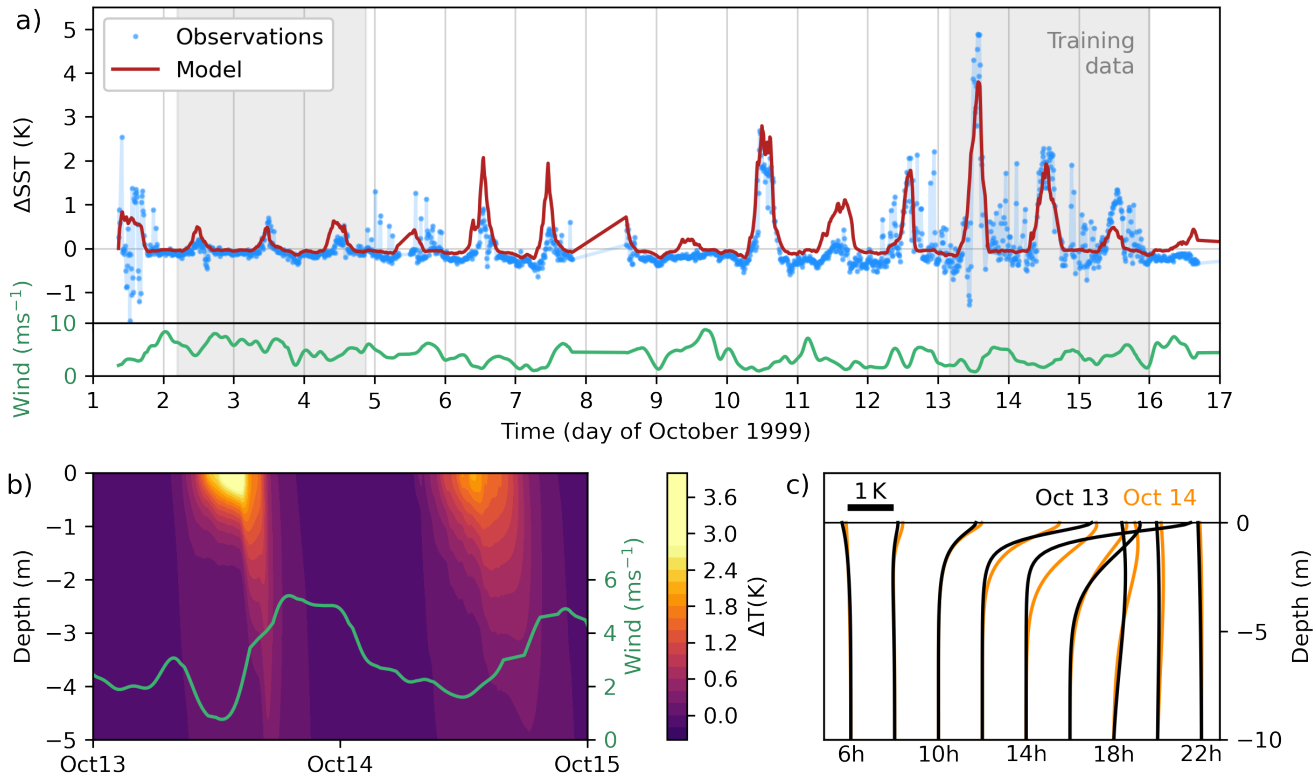 a)
5
4
3
2
1
0
−1
ΔSST (K)
Observations
Model
Training
data
10
0
Wind (ms⁻¹)
1 2 3 4 5 6 7 8 9 10 11 12 13 14 15 16 17
Time (day of October 1999)
b)
0
−1
−2
−3
−4
−5
Depth (m)
Oct13 Oct14 Oct15
6
4
2
0
Wind (ms⁻¹)
3.6
3.0
2.4
1.8
1.2
0.6
0.0
ΔT(K)
c)
1 K
Oct 13 Oct 14
0
−5
−10
Depth (m)
6h 10h 14h 18h 22h